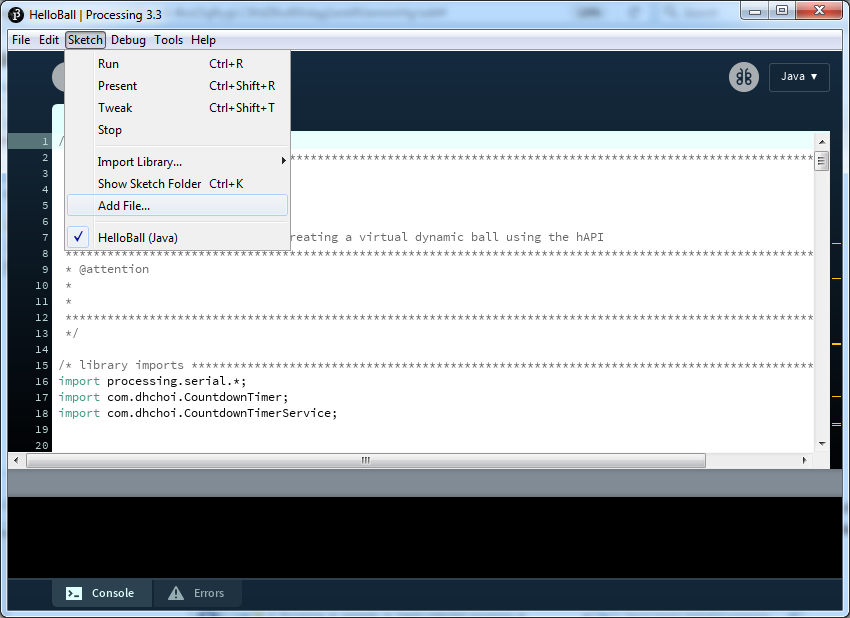 HelloBall | Processing 3.3
File Edit Sketch Debug Tools Help
Run Ctrl+R
Present Ctrl+Shift+R
Tweak Ctrl+Shift+T
Stop
Import Library...
Show Sketch Folder Ctrl+K
Add File...
HelloBall (Java)
Java
1 /
2 ***************************************************************************
3
4
5
6
7 reating a virtual dynamic ball using the hAPI
8 ***********************************************************************************************************
9 * @attention
10 *
11 *
12 ***********************************************************************************************************
13 */
14
15 /* library imports *****************************************************************************************
16 import processing.serial.*;
17 import com.dhchoi.CountdownTimer;
18 import com.dhchoi.CountdownTimerService;
19
20
Console
Errors